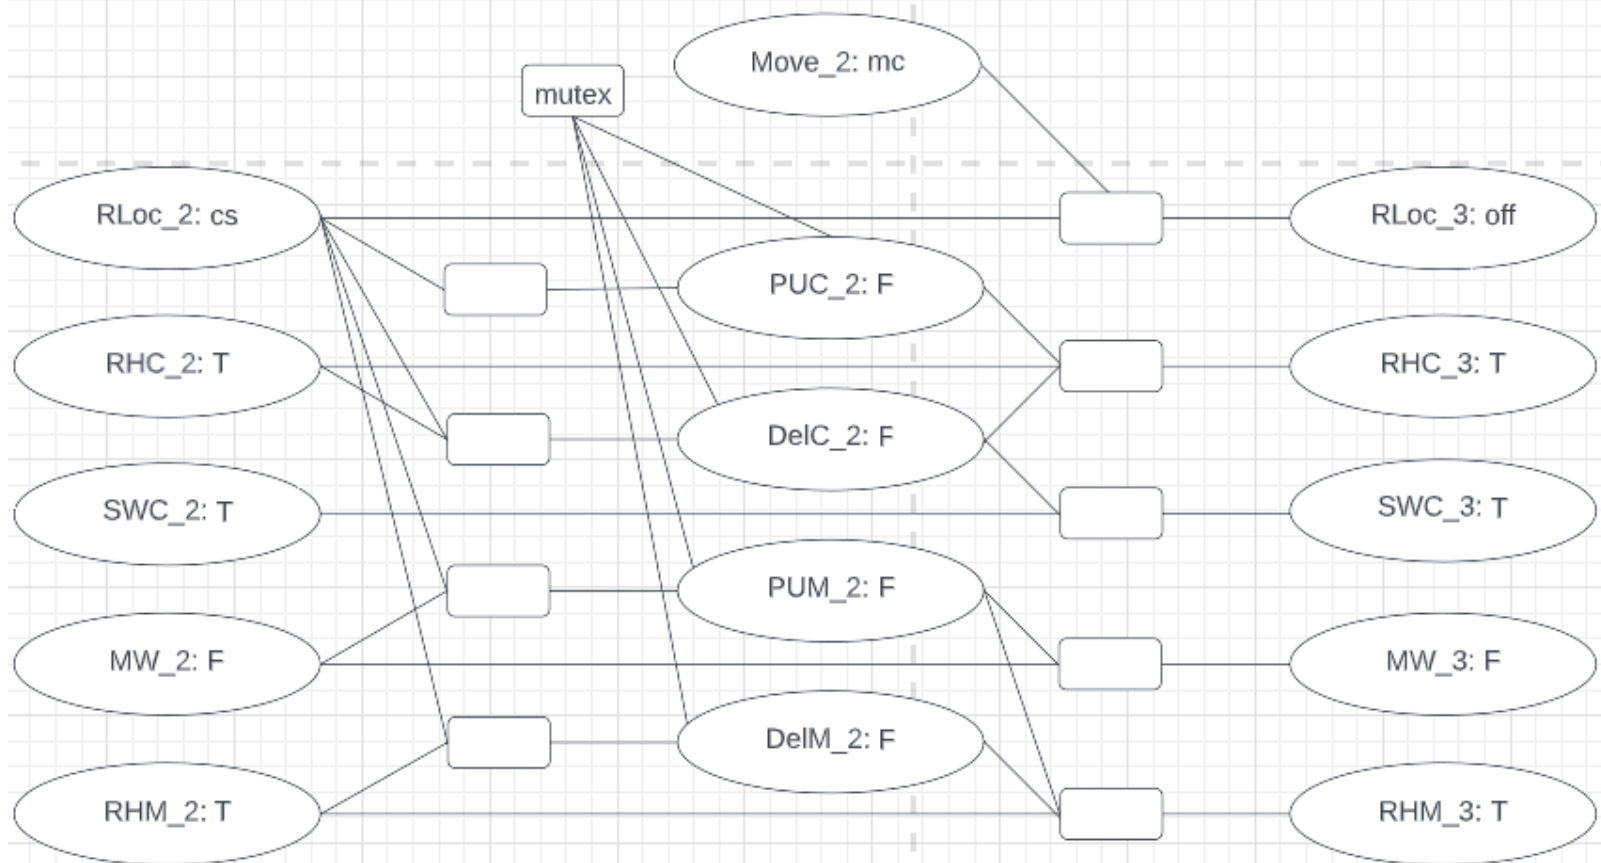 Move_2: mc
mutex
RLoc_2: cs
RLoc_3: off
PUC_2: F
RHC_2: T
RHC_3: T
DelC_2: F
SWC_2: T
SWC_3: T
PUM_2: F
MW_2: F
MW_3: F
DelM_2: F
RHM_2: T
RHM_3: T